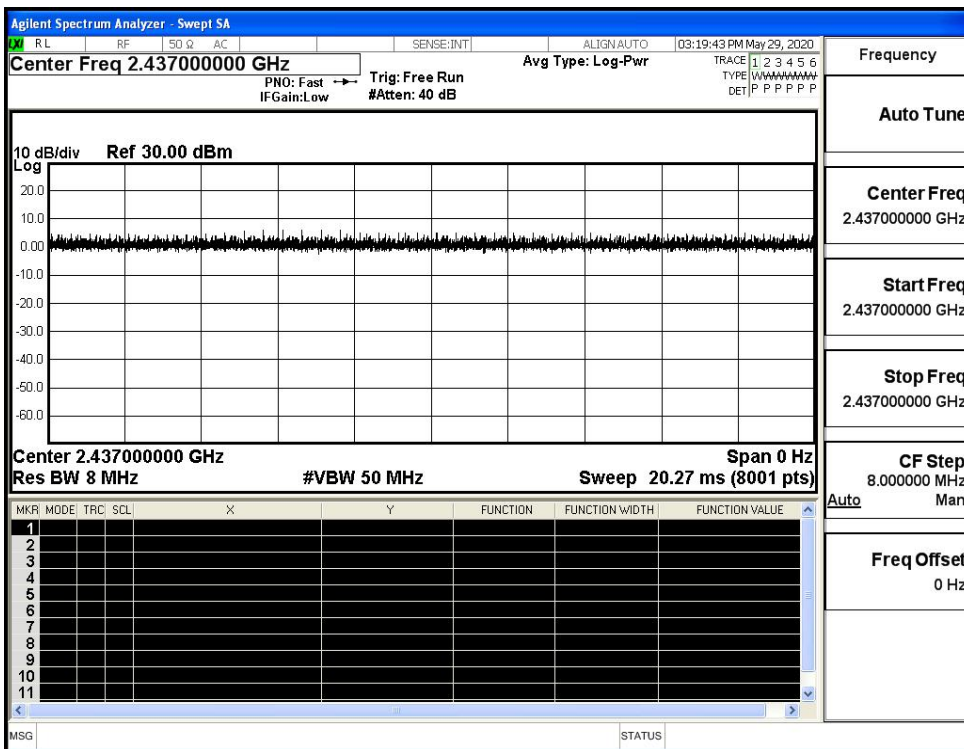 Agilent Spectrum Analyzer - Swept SA
LXI RL RF 50 Ω AC SENSE:INT ALIGN AUTO 03:19:43 PM May 29, 2020
Center Freq 2.437000000 GHz
PNO: Fast
IFGain:Low
Trig: Free Run
#Atten: 40 dB
Avg Type: Log-Pwr
TRACE 1 2 3 4 5 6
TYPE
DET P P P P P P
10 dB/div Ref 30.00 dBm
Log
20.0
10.0
0.00
-10.0
-20.0
-30.0
-40.0
-50.0
-60.0
Center 2.437000000 GHz Span 0 Hz
Res BW 8 MHz #VBW 50 MHz Sweep 20.27 ms (8001 pts)
MKR MODE TRC SCL X Y FUNCTION FUNCTION WIDTH FUNCTION VALUE
1
2
3
4
5
6
7
8
9
10
11
MSG STATUS
Frequency
Auto Tune
Center Freq
2.437000000 GHz
Start Freq
2.437000000 GHz
Stop Freq
2.437000000 GHz
CF Step
8.000000 MHz
Auto Man
Freq Offset
0 Hz